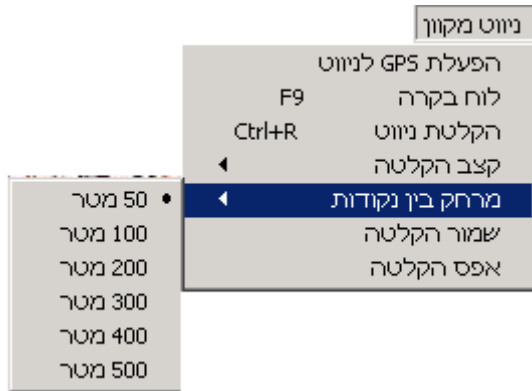 ניווט מקוון
הפעלת GPS לניווט
לוח בקרה F9
הקלטת ניווט Ctrl+R
קצב הקלטה
מרחק בין נקודות
שמור הקלטה
אפס הקלטה
50 מטר
100 מטר
200 מטר
300 מטר
400 מטר
500 מטר